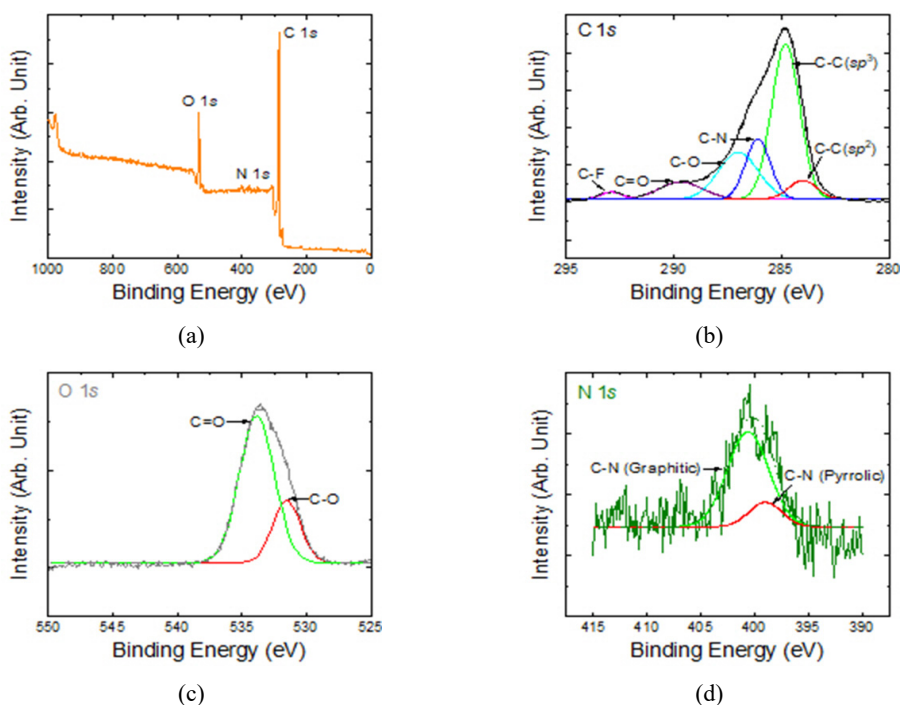 C 1s
O 1s
N 1s
Intensity (Arb. Unit)
1000 800 600 400 200 0
Binding Energy (eV)
(a)
C 1s
C-C(sp³)
C-N
C-O
C-C(sp²)
C-F
C=O
Intensity (Arb. Unit)
295 290 285 280
Binding Energy (eV)
(b)
O 1s
C=O
C-O
Intensity (Arb. Unit)
550 545 540 535 530 525
Binding Energy (eV)
(c)
N 1s
C-N (Graphitic)
C-N (Pyrrolic)
Intensity (Arb. Unit)
415 410 405 400 395 390
Binding Energy (eV)
(d)